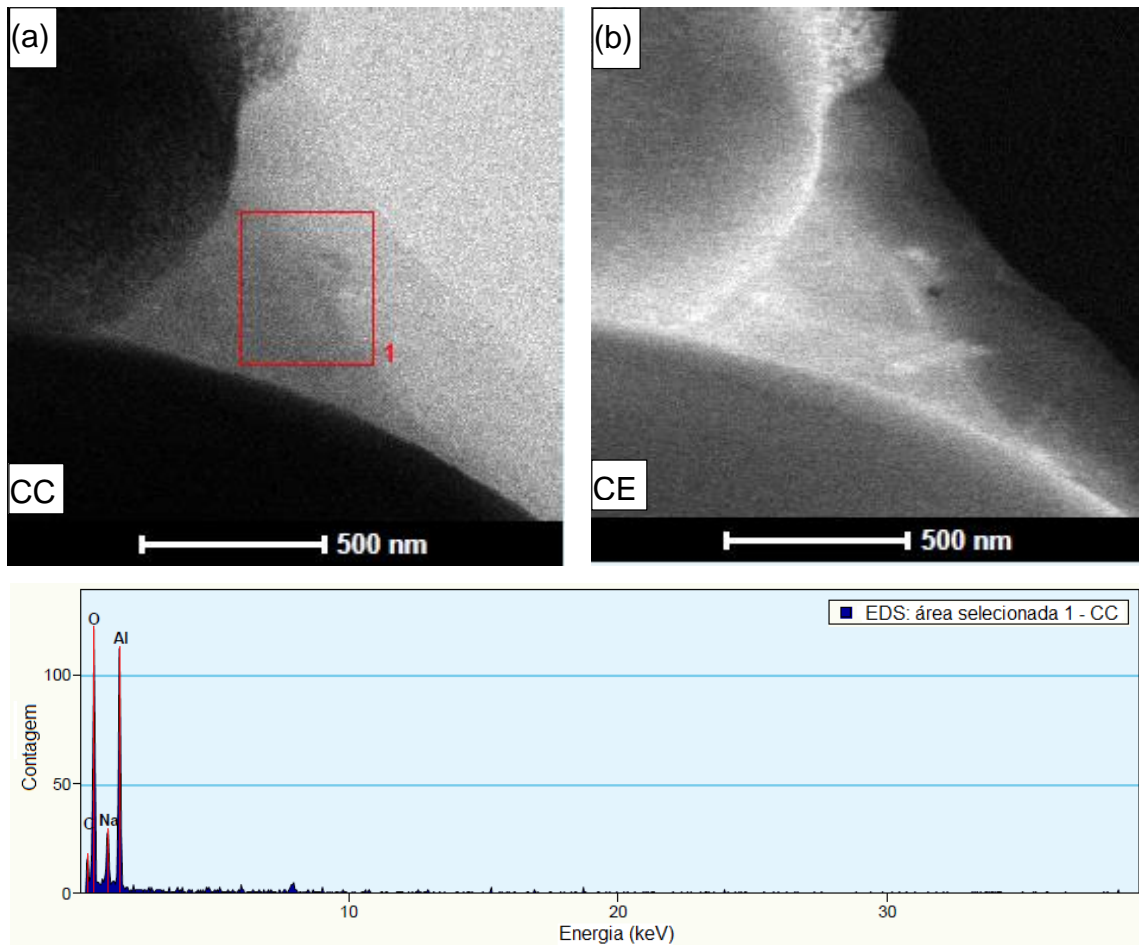 (a)
(b)
1
CC
CE
500 nm
500 nm
EDS: área selecionada 1 - CC
O
Al
C
Na
100
50
0
10
20
30
Contagem
Energia (keV)